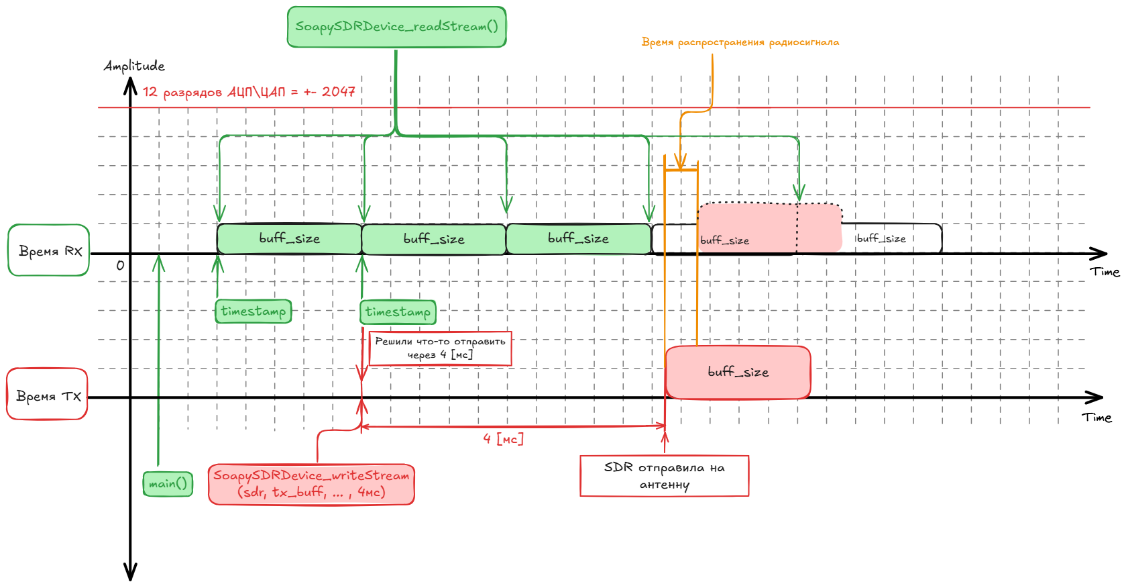 SoapySDRDevice_readStream()
Время распространения радиосигнала
Amplitude
12 разрядов АЦП\ЦАП = +- 2047
buff_size
buff_size
buff_size
buff_size
buff_size
Время RX
0
Time
timestamp
timestamp
Решили что-то отправить
через 4 [мс]
buff_size
Время TX
Time
4 [мс]
SDR отправила на
антенну
main()
SoapySDRDevice_writeStream
(sdr, tx_buff, ... , 4мс)